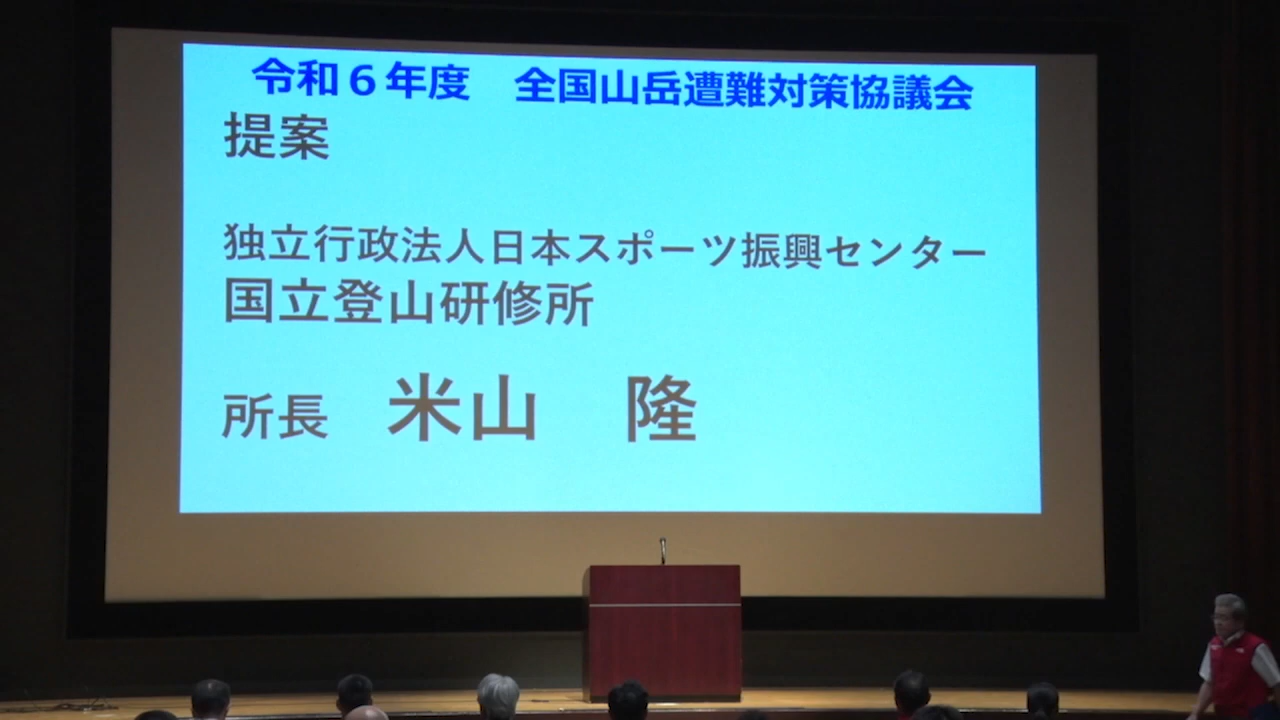 令和６年度　全国山岳遭難対策協議会
提案
独立行政法人日本スポーツ振興センター
国立登山研修所
所長　米山　隆